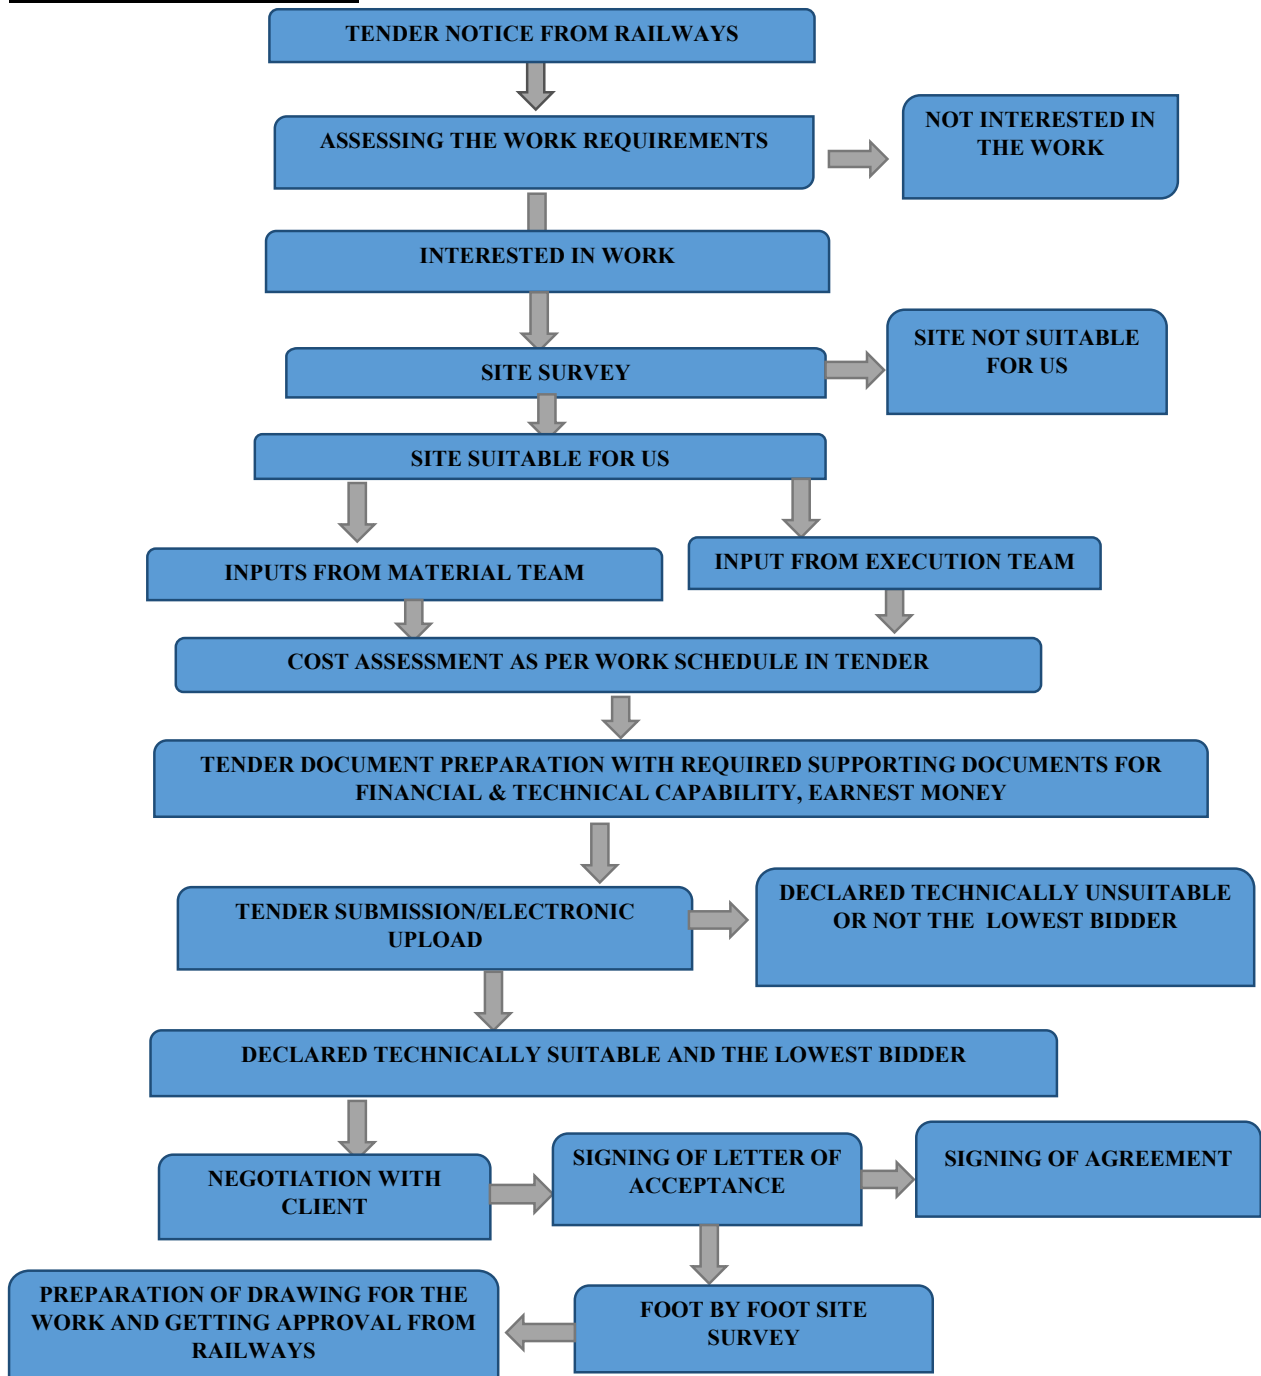 TENDER NOTICE FROM RAILWAYS
ASSESSING THE WORK REQUIREMENTS
NOT INTERESTED IN
THE WORK
INTERESTED IN WORK
SITE SURVEY
SITE NOT SUITABLE
FOR US
SITE SUITABLE FOR US
INPUTS FROM MATERIAL TEAM
INPUT FROM EXECUTION TEAM
COST ASSESSMENT AS PER WORK SCHEDULE IN TENDER
TENDER DOCUMENT PREPARATION WITH REQUIRED SUPPORTING DOCUMENTS FOR
FINANCIAL & TECHNICAL CAPABILITY, EARNEST MONEY
TENDER SUBMISSION/ELECTRONIC
UPLOAD
DECLARED TECHNICALLY UNSUITABLE
OR NOT THE LOWEST BIDDER
DECLARED TECHNICALLY SUITABLE AND THE LOWEST BIDDER
NEGOTIATION WITH
CLIENT
SIGNING OF LETTER OF
ACCEPTANCE
SIGNING OF AGREEMENT
FOOT BY FOOT SITE
SURVEY
PREPARATION OF DRAWING FOR THE
WORK AND GETTING APPROVAL FROM
RAILWAYS